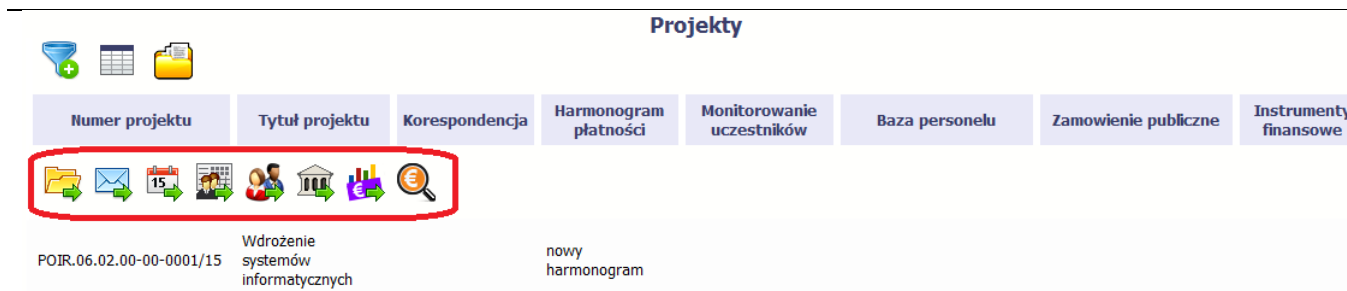 Projekty
Numer projektu
Tytuł projektu
Korespondencja
Harmonogram
płatności
Monitorowanie
uczestników
Baza personelu
Zamowienie publiczne
Instrumenty
finansowe
15
€
€
POIR.06.02.00-00-0001/15
Wdrożenie
systemów
informatycznych
nowy
harmonogram